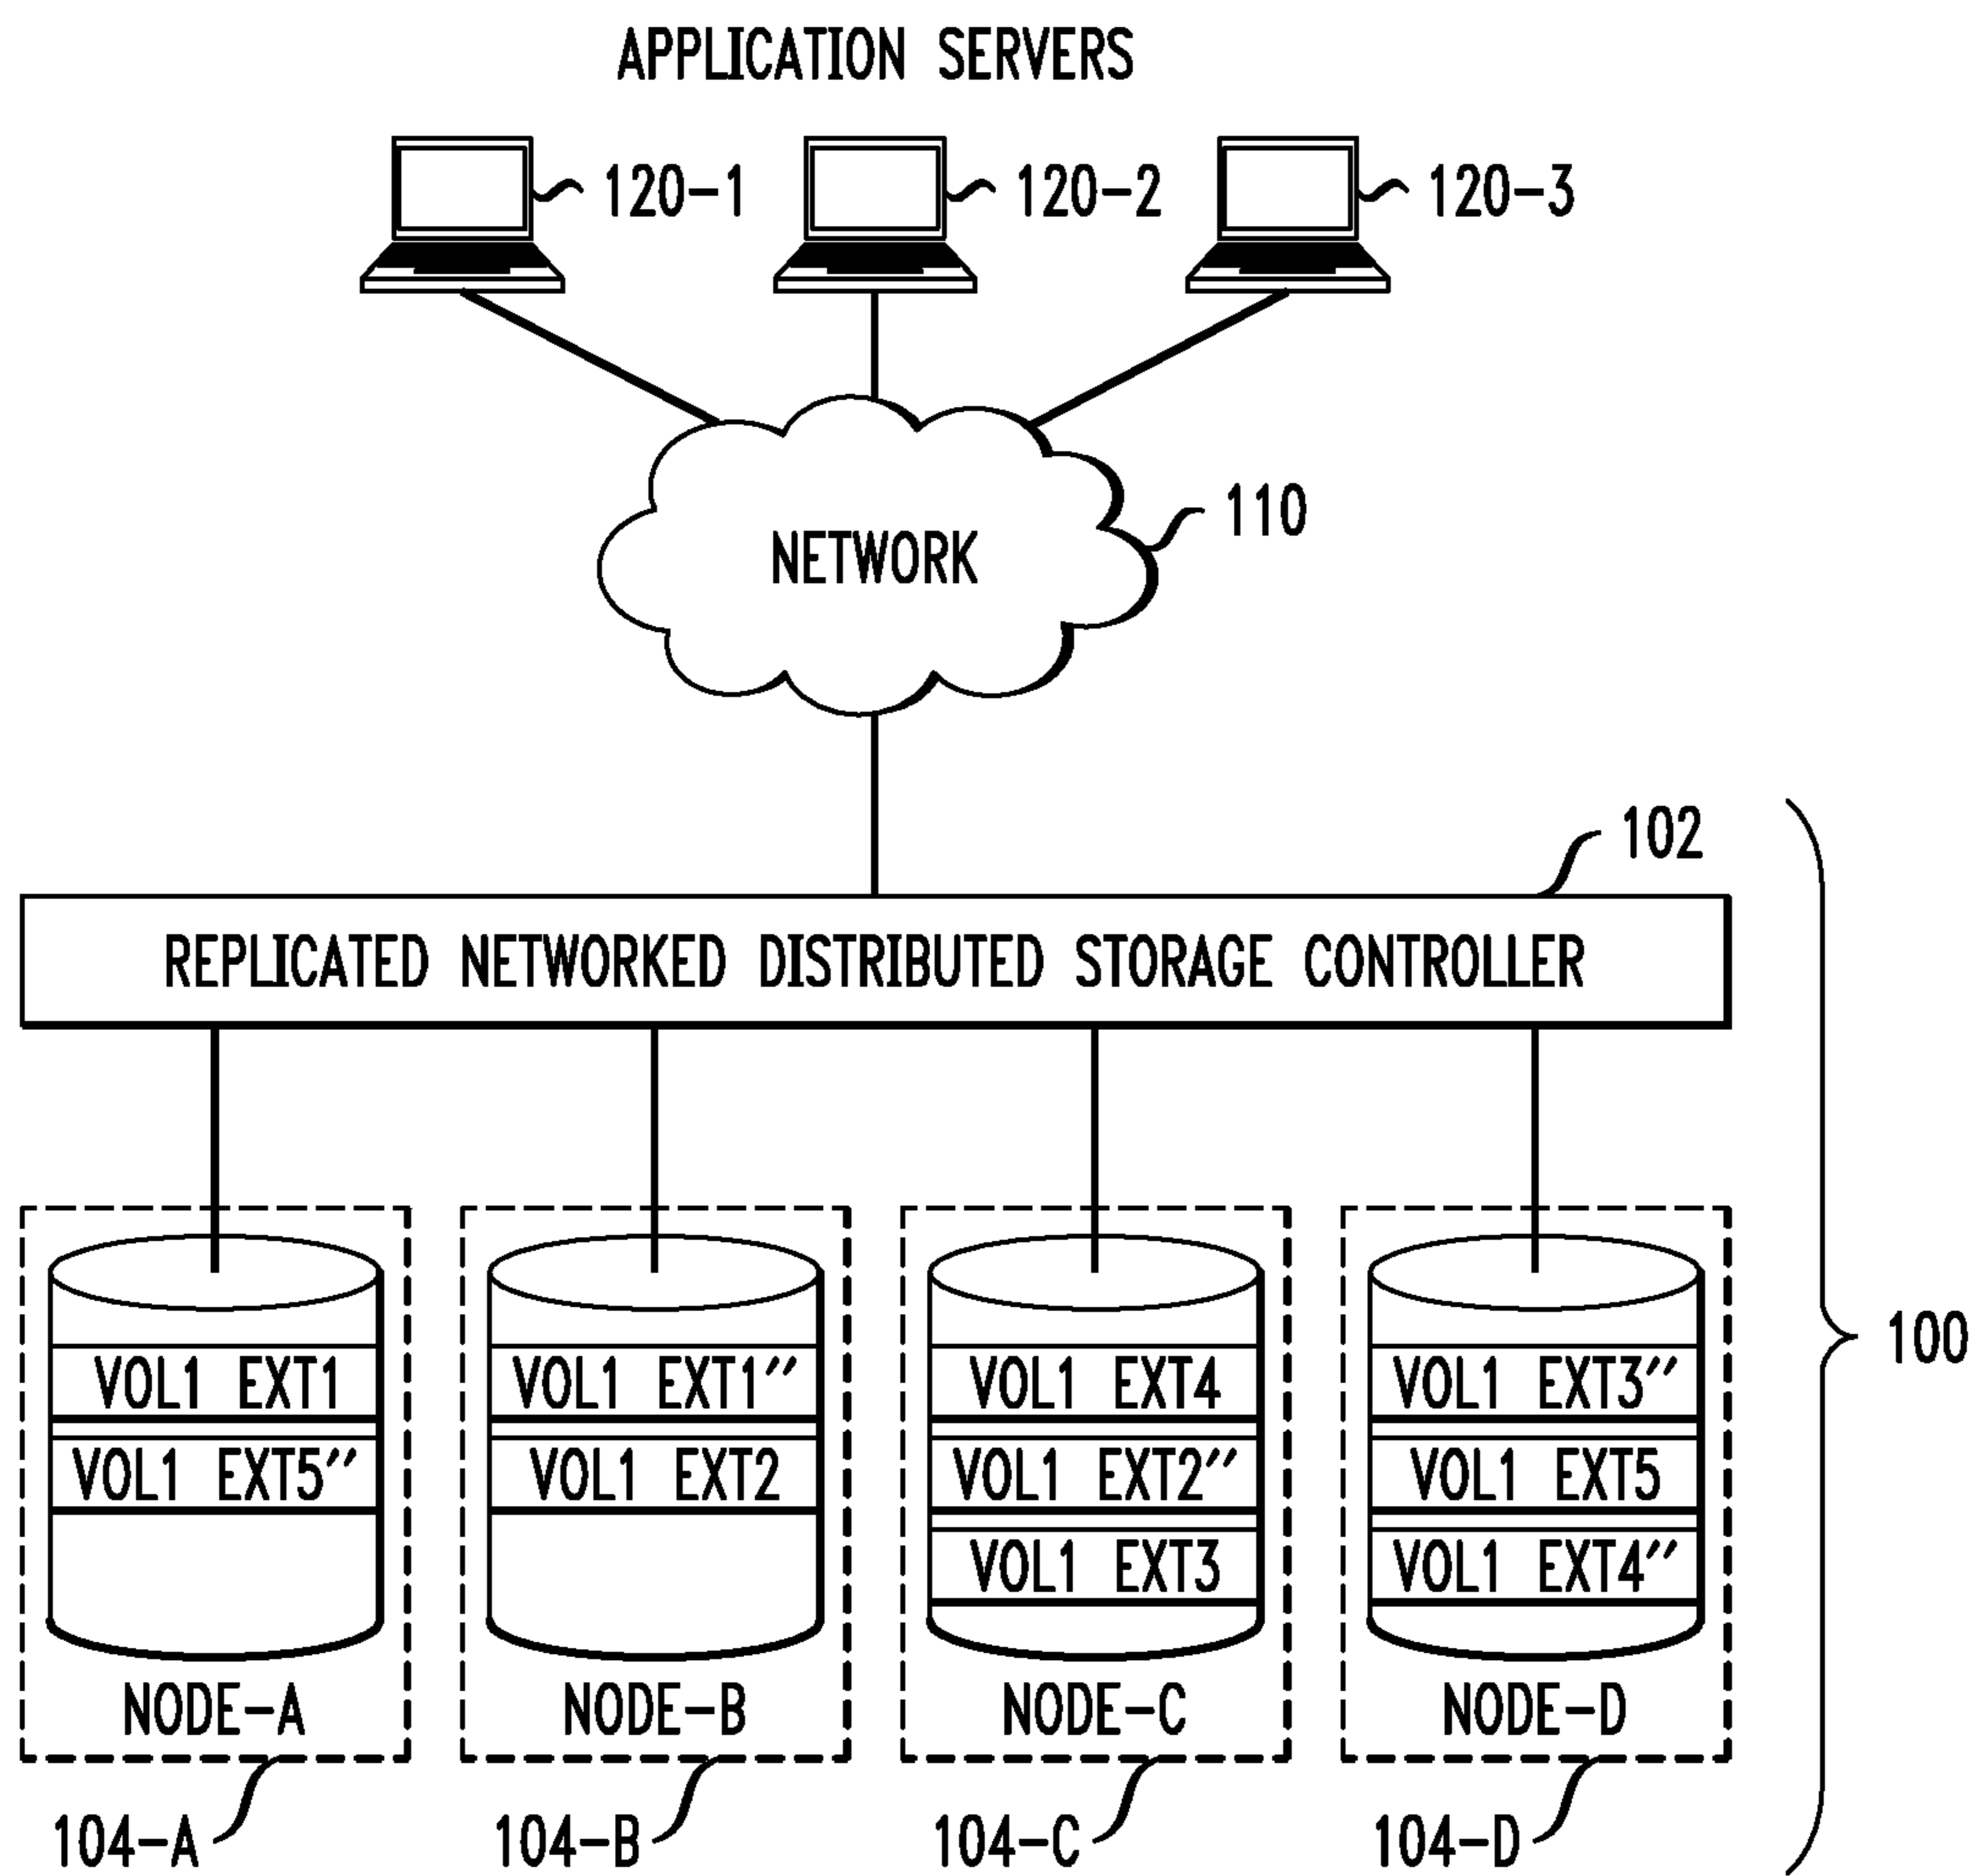 APPLICATION SERVERS
120-1 120-2 120-3
110
NETWORK
102
REPLICATED NETWORKED DISTRIBUTED STORAGE CONTROLLER
100
VOL1 EXT1 VOL1 EXT1'' VOL1 EXT4 VOL1 EXT3''
VOL1 EXT5'' VOL1 EXT2 VOL1 EXT2'' VOL1 EXT5
VOL1 EXT3 VOL1 EXT4''
NODE-A NODE-B NODE-C NODE-D
104-A 104-B 104-C 104-D